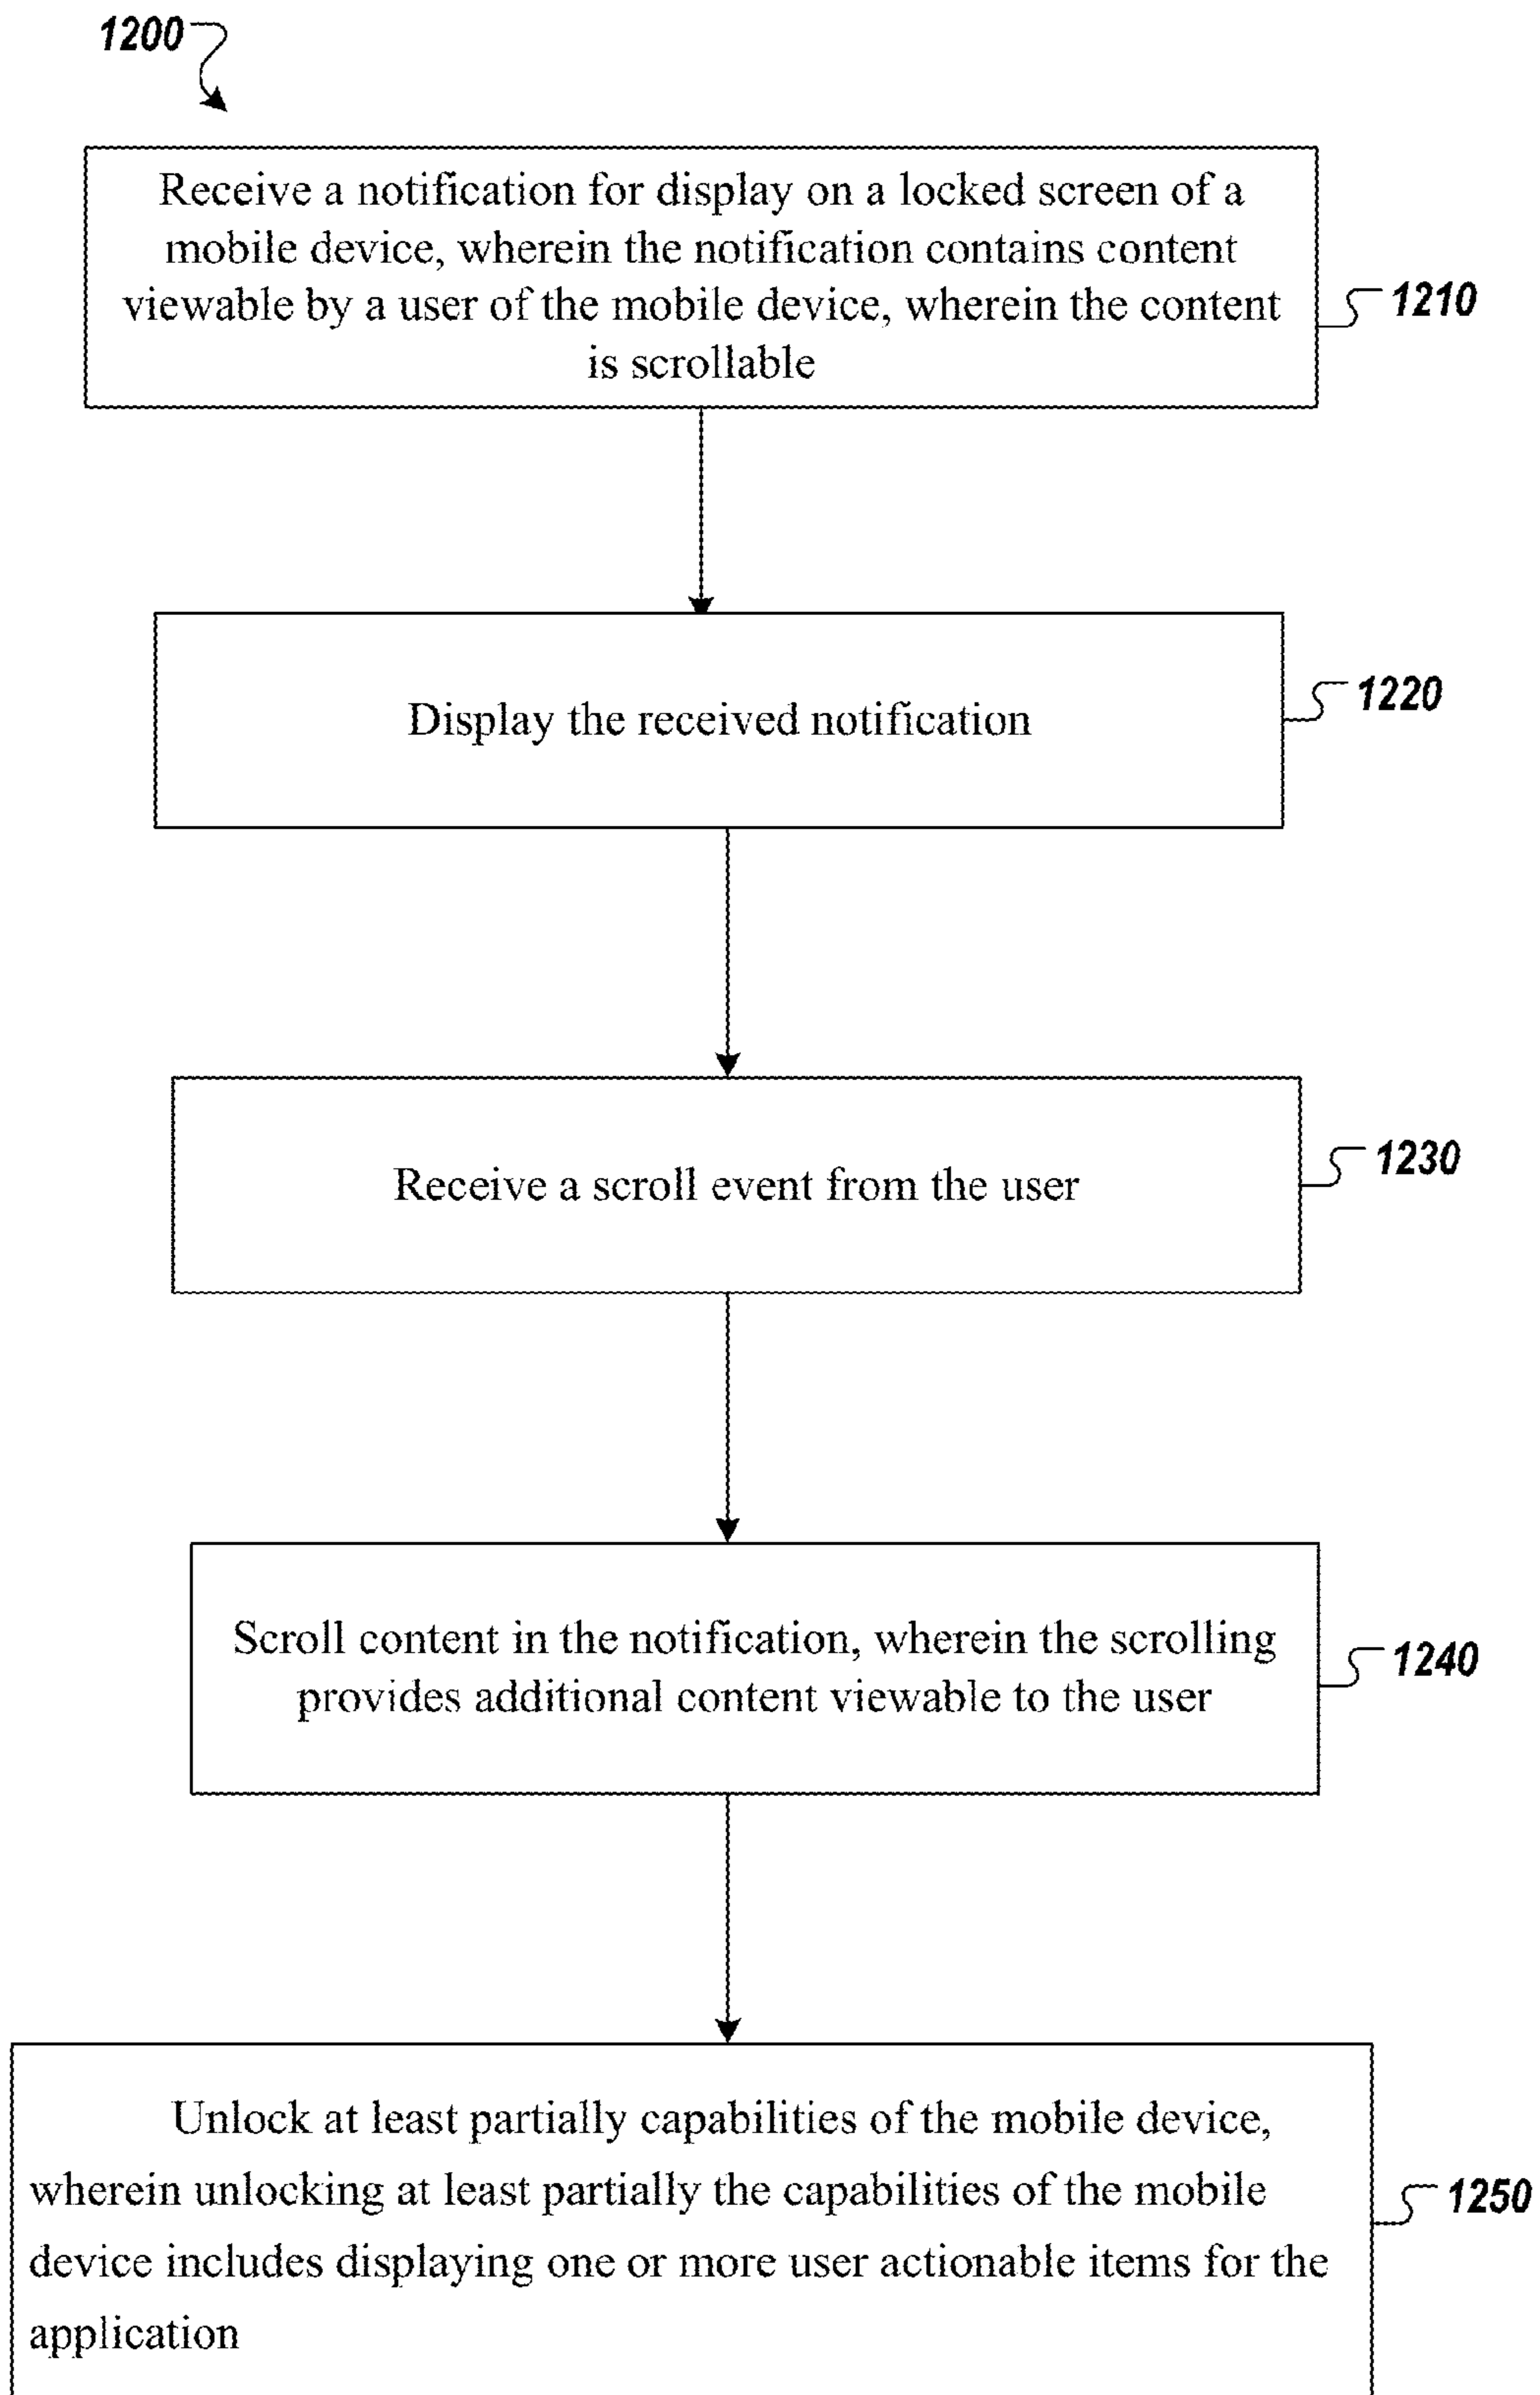 1200
Receive a notification for display on a locked screen of a
mobile device, wherein the notification contains content
viewable by a user of the mobile device, wherein the content
is scrollable
1210
Display the received notification
1220
Receive a scroll event from the user
1230
Scroll content in the notification, wherein the scrolling
provides additional content viewable to the user
1240
Unlock at least partially capabilities of the mobile device,
wherein unlocking at least partially the capabilities of the mobile
device includes displaying one or more user actionable items for the
application
1250